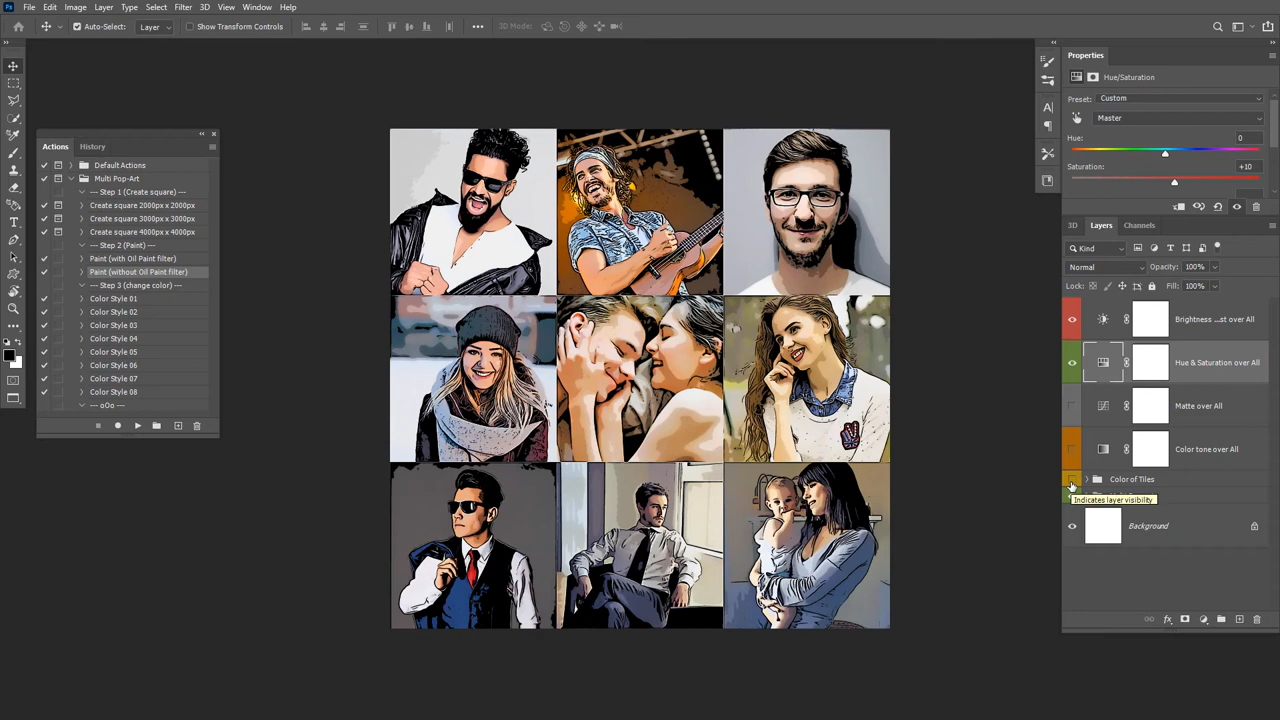 Ps File Edit Image Layer Type Select Filter 3D View Window Help
Auto-Select: Layer Show Transform Controls 3D Mode:
Properties
Hue/Saturation
Preset: Custom
Master
Hue: 0
Saturation: +10
Actions History
Default Actions
Multi Pop-Art
--- Step 1 (Create square) ---
Create square 2000px x 2000px
Create square 3000px x 3000px
Create square 4000px x 4000px
--- Step 2 (Paint) ---
Paint (with Oil Paint filter)
Paint (without Oil Paint filter)
--- Step 3 (change color) ---
Color Style 01
Color Style 02
Color Style 03
Color Style 04
Color Style 05
Color Style 06
Color Style 07
Color Style 08
--- oOo ---
3D Layers Channels
Kind
Normal Opacity: 100%
Lock: Fill: 100%
Brightness ...st over All
Hue & Saturation over All
Matte over All
Color tone over All
Color of Tiles
Indicates layer visibility
Background